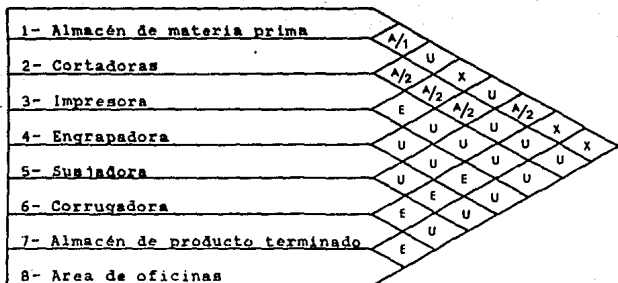 1- Almacén de materia prima
A/1
U
2- Cortadoras
A/2 X
A/2 U
3- Impresora
E A/2 A/2
U U X
4- Engrapadora
U U U X
U U U
5- Suajadora
U E U
E U
6- Corrugadora
E U
U
7- Almacén de producto terminado
E
8- Area de oficinas